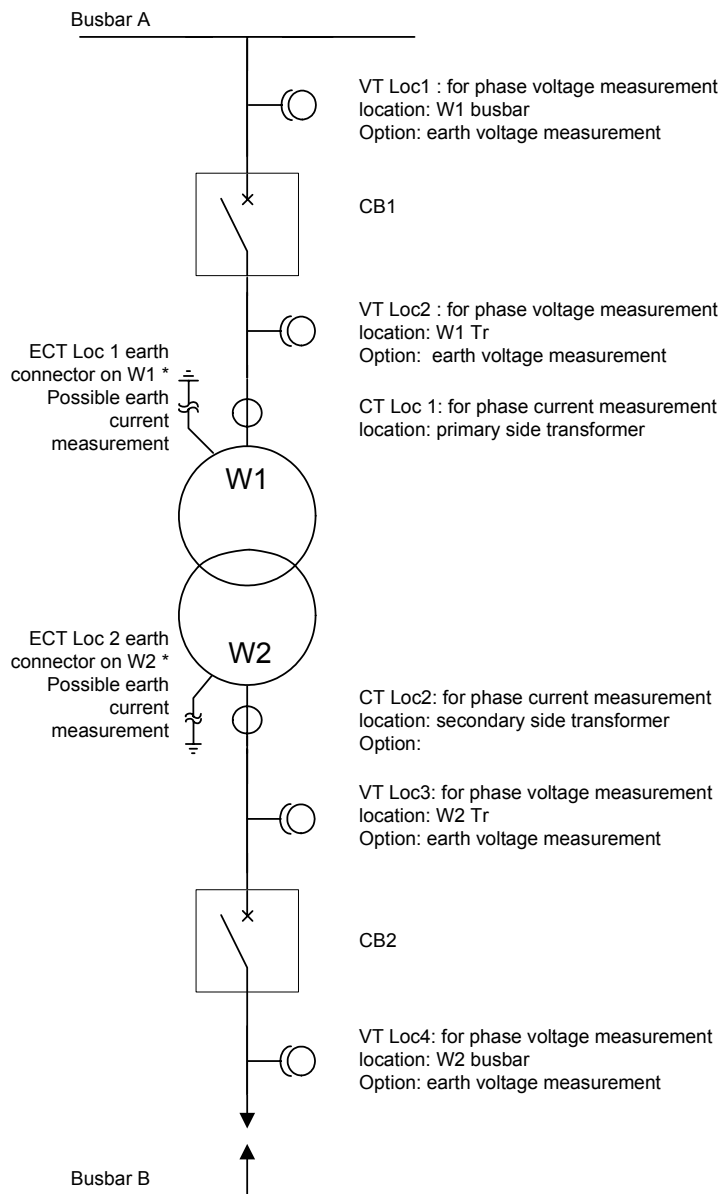 Busbar A
VT Loc1 : for phase voltage measurement
location: W1 busbar
Option: earth voltage measurement
CB1
VT Loc2 : for phase voltage measurement
location: W1 Tr
Option: earth voltage measurement
ECT Loc 1 earth
connector on W1 *
Possible earth
current
measurement
CT Loc 1: for phase current measurement
location: primary side transformer
W1
W2
ECT Loc 2 earth
connector on W2 *
Possible earth
current
measurement
CT Loc2: for phase current measurement
location: secondary side transformer
Option:
VT Loc3: for phase voltage measurement
location: W2 Tr
Option: earth voltage measurement
CB2
VT Loc4: for phase voltage measurement
location: W2 busbar
Option: earth voltage measurement
Busbar B